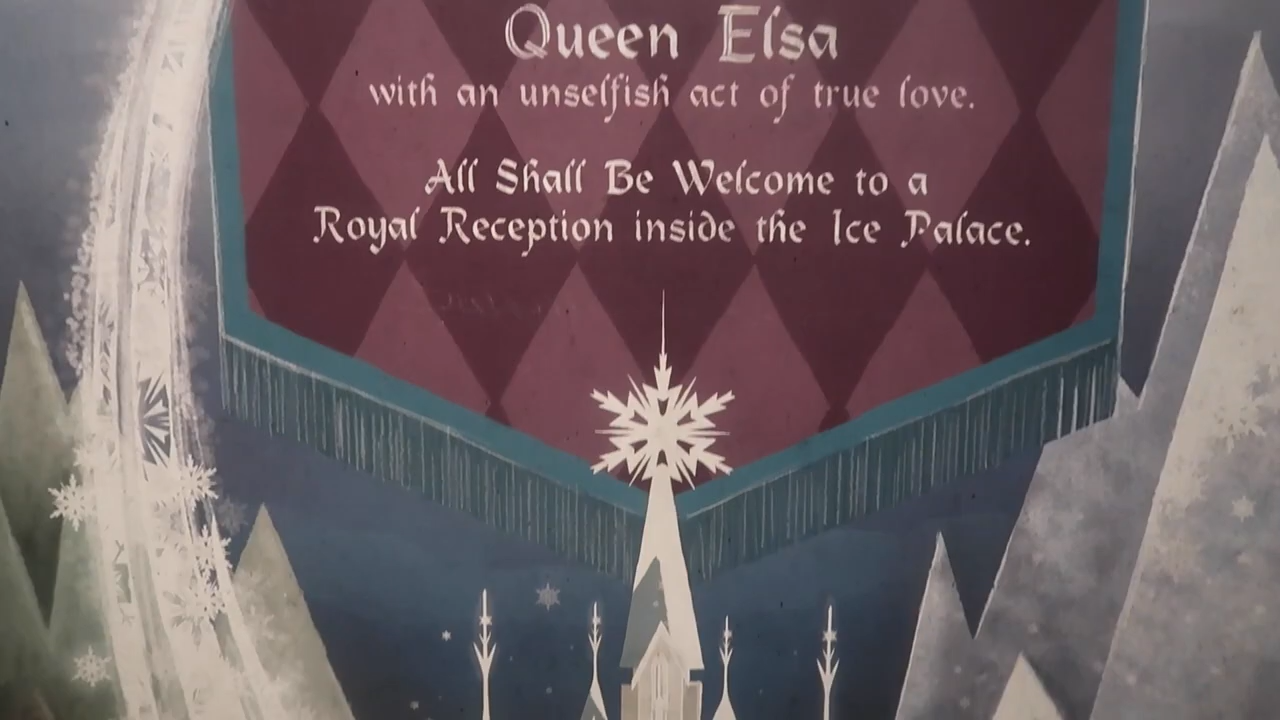 Queen Elsa
with an unselfish act of true love.
All Shall Be Welcome to a
Royal Reception inside the Ice Palace.